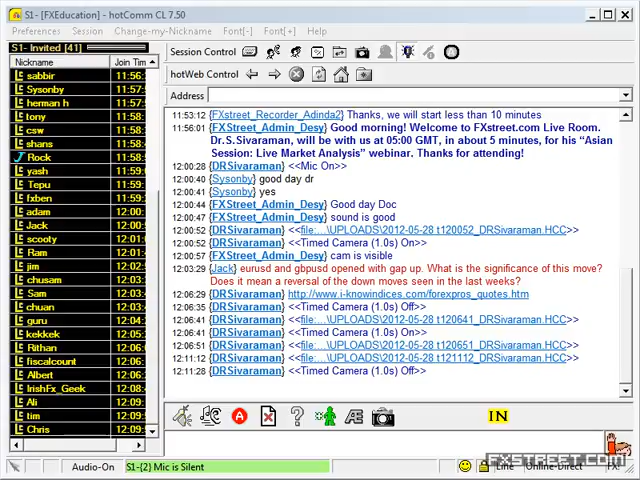 S1- [FXEducation] - hotComm CL 7.50
Preferences Session Change-my-Nickname Font[-] Font[+] Help
S1- Invited [41]
Nickname Join Tim
sabbir 11:56:
Sysonby 11:57:
herman h 11:57:
tony 11:58:
csw 11:58:
shans 11:58:
Rock 11:58:
yash 11:59:
Tepu 11:59:
fxben 11:59:
adam 12:00:
Jack 12:00:
scooty 12:01:
Ram 12:01:
jim 12:01:
chusam 12:03:
Sam 12:03:
chuan 12:03:
guru 12:04:
kekkek 12:05:
Rithan 12:06:
fiscalcount 12:06:
Albert 12:06:
IrishFx_Geek 12:08:
Ali 12:09:
tim 12:09:
Chris 12:09:
Session Control
hotWeb Control
Address
11:53:12 {FXstreet_Recorder_Adinda2} Thanks, we will start less than 10 minutes
11:56:01 {FXStreet_Admin_Desy} Good morning! Welcome to FXstreet.com Live Room.
Dr.S.Sivaraman, will be with us at 05:00 GMT, in about 5 minutes, for his "Asian
Session: Live Market Analysis" webinar. Thanks for attending!
12:00:28 {DRSivaraman} <<Mic On>>
12:00:40 {Sysonby} good day dr
12:00:41 {Sysonby} yes
12:00:44 {FXStreet_Admin_Desy} Good day Doc
12:00:47 {FXStreet_Admin_Desy} sound is good
12:00:52 {DRSivaraman} <<file:...\UPLOADS\2012-05-28 t120052_DRSivaraman.HCC>>
12:00:52 {DRSivaraman} <<Timed Camera (1.0s) On>>
12:00:57 {FXStreet_Admin_Desy} cam is visible
12:03:29 {Jack} eurusd and gbpusd opened with gap up. What is the significance of this move?
Does it mean a reversal of the down moves seen in the last weeks?
12:06:29 {DRSivaraman} http://www.i-knowindices.com/forexpros_quotes.htm
12:06:35 {DRSivaraman} <<Timed Camera (1.0s) Off>>
12:06:41 {DRSivaraman} <<file:...\UPLOADS\2012-05-28 t120641_DRSivaraman.HCC>>
12:06:41 {DRSivaraman} <<Timed Camera (1.0s) On>>
12:06:51 {DRSivaraman} <<file:...\UPLOADS\2012-05-28 t120651_DRSivaraman.HCC>>
12:11:12 {DRSivaraman} <<file:...\UPLOADS\2012-05-28 t121112_DRSivaraman.HCC>>
12:11:28 {DRSivaraman} <<Timed Camera (1.0s) Off>>
A Æ IN
Audio-On S1-{2} Mic is Silent Line Online-Direct FX
FXSTREET.COM